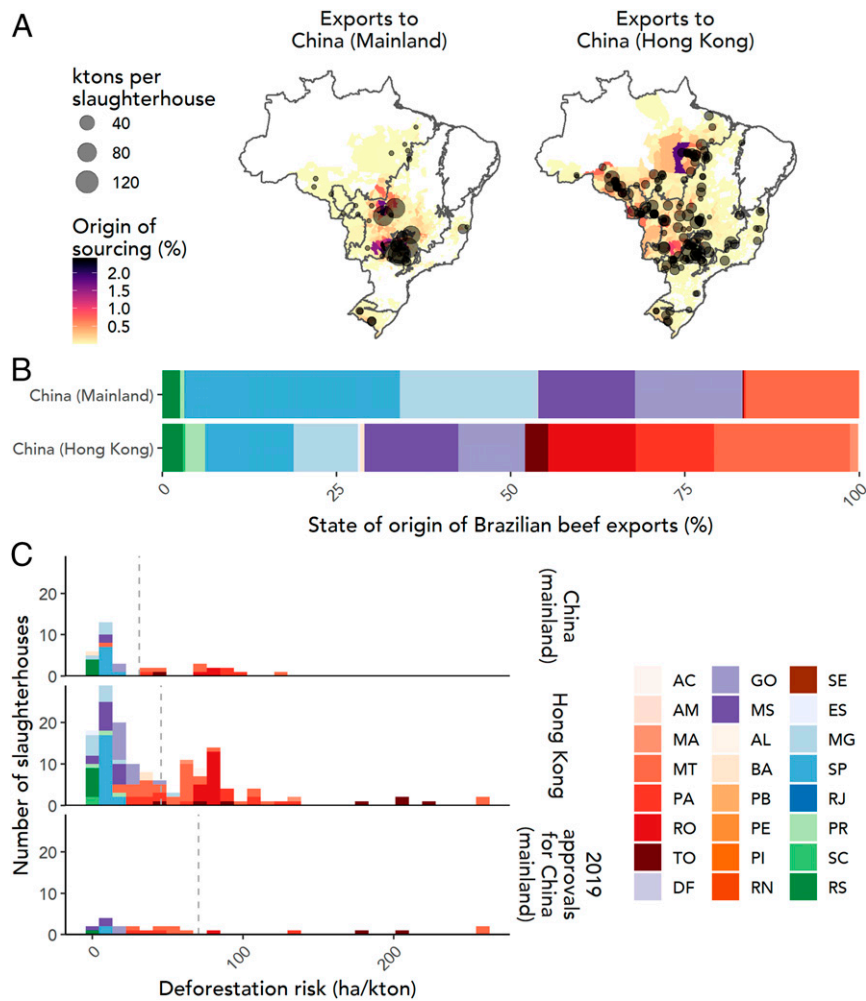 A
Exports to
China (Mainland)
Exports to
China (Hong Kong)
ktons per
slaughterhouse
40
80
120
Origin of
sourcing (%)
2.0
1.5
1.0
0.5
B
China (Mainland)
China (Hong Kong)
0
25
50
75
100
State of origin of Brazilian beef exports (%)
C
Number of slaughterhouses
20
10
0
China
(mainland)
20
10
0
Hong Kong
20
10
0
2019
approvals
for China
(mainland)
0
100
200
Deforestation risk (ha/kton)
AC GO SE
AM MS ES
MA AL MG
MT BA SP
PA PB RJ
RO PE PR
TO PI SC
DF RN RS